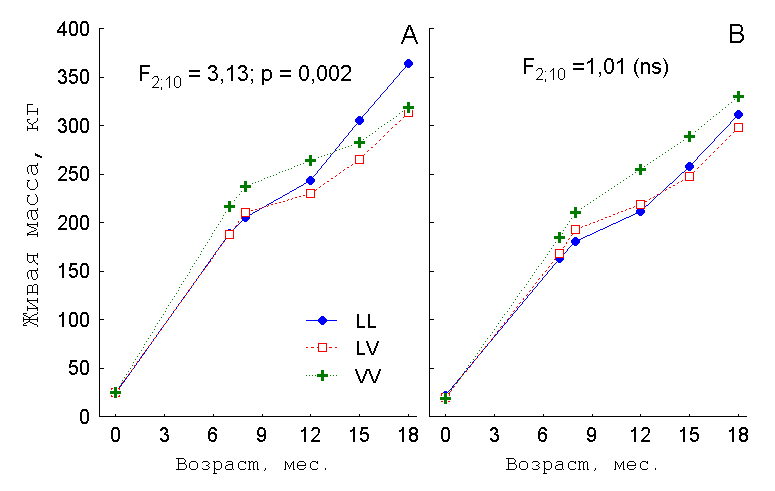 A
B
F2;10 = 3,13; p = 0,002
F2;10 =1,01 (ns)
Живая масса, кг
400
350
300
250
200
150
100
50
0
LL
LV
VV
0 3 6 9 12 15 18
0 3 6 9 12 15 18
Возраст, мес.
Возраст, мес.